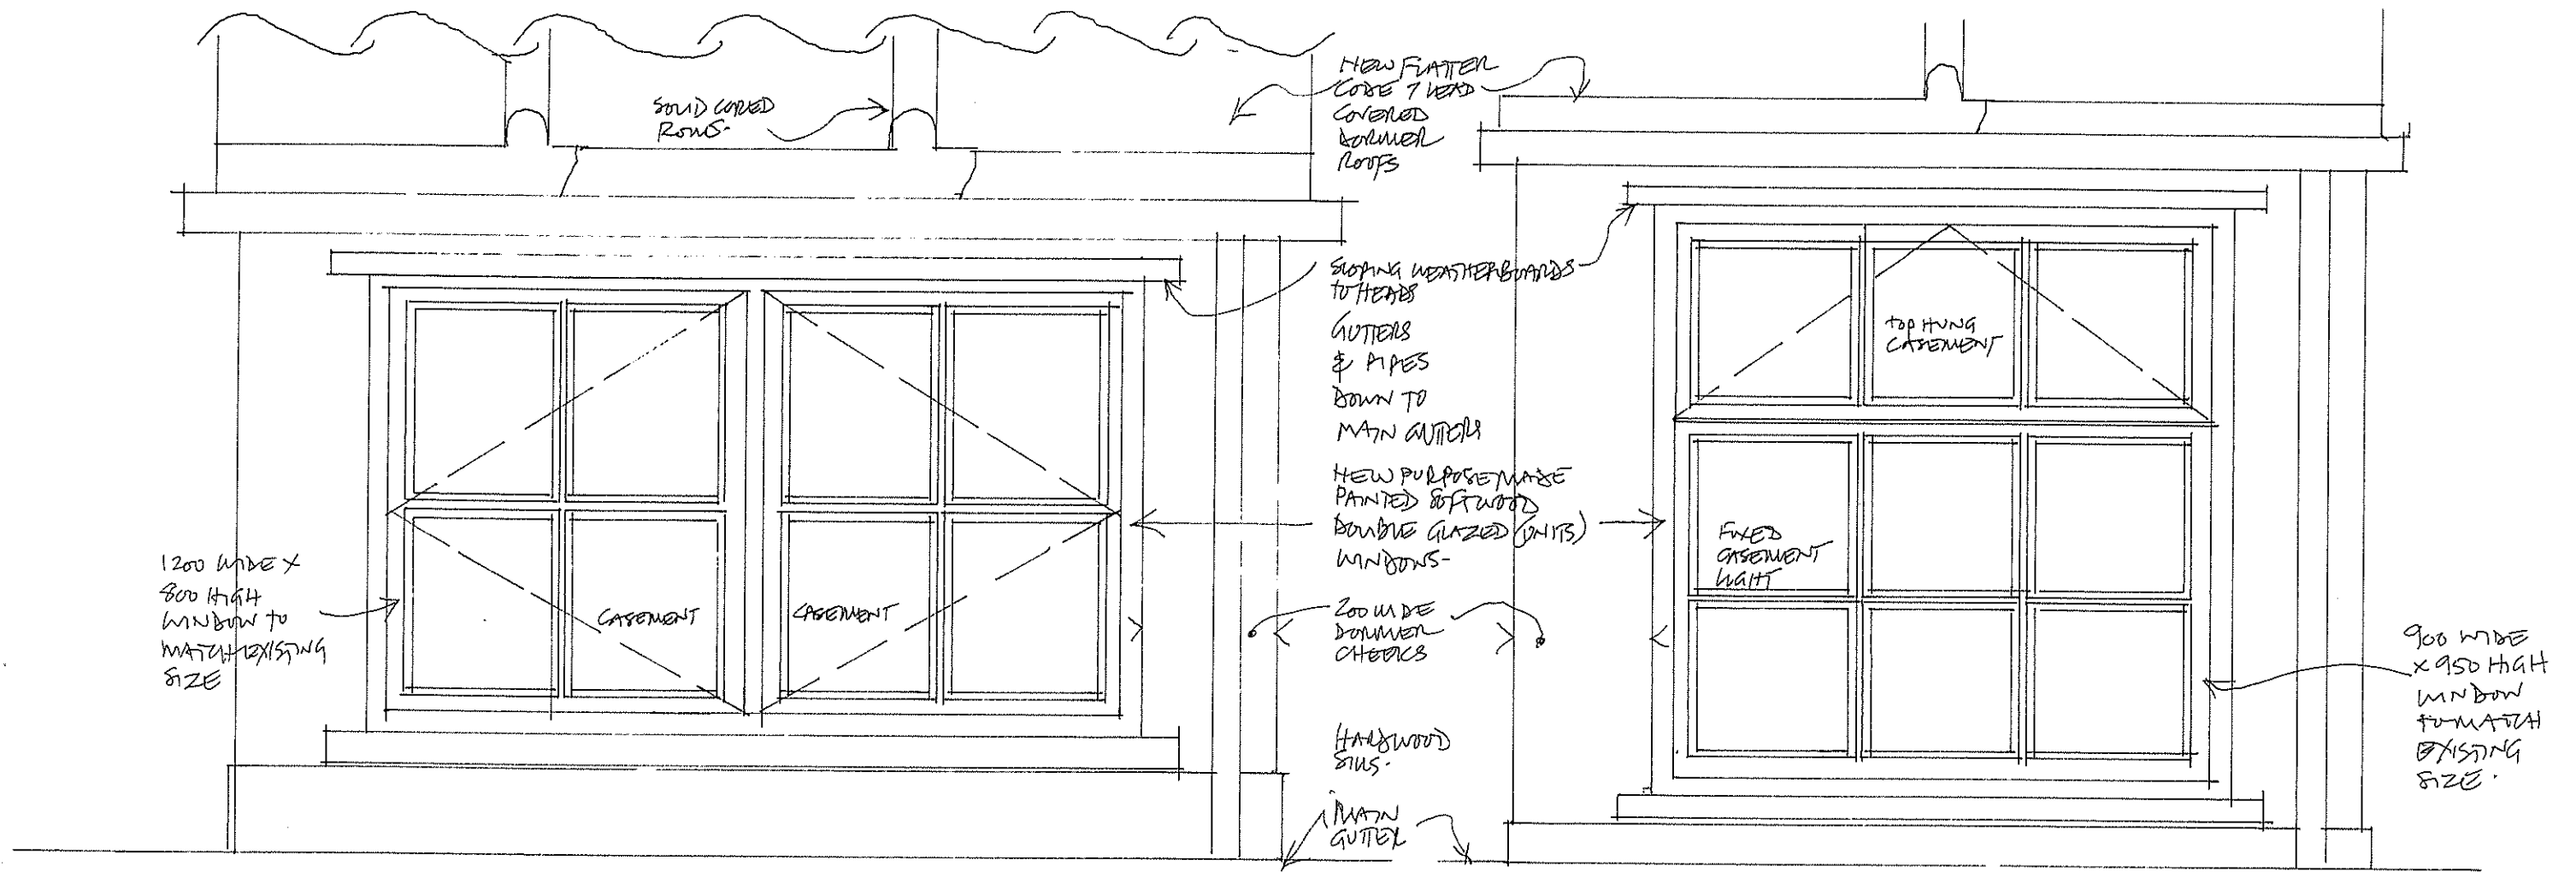 SOLID CORED
ROLLS.
NEW FLATTER
CODE 7 LEAD
COVERED
DORMER
ROOFS
SLOPING WEATHERBOARDS
TO HEADS
GUTTERS
& PIPES
DOWN TO
MAIN GUTTERS
NEW PURPOSE MADE
PAINTED SOFTWOOD
DOUBLE GLAZED (UNITS)
WINDOWS-
200 WIDE
DORMER
CHEEKS
HARDWOOD
SILLS.
MAIN
GUTTER
1200 WIDE X
800 HIGH
WINDOW TO
MATCH EXISTING
SIZE
CASEMENT
CASEMENT
TOP HUNG
CASEMENT
FIXED
CASEMENT
LIGHT
900 WIDE
X 950 HIGH
WINDOW
TO MATCH
EXISTING
SIZE.